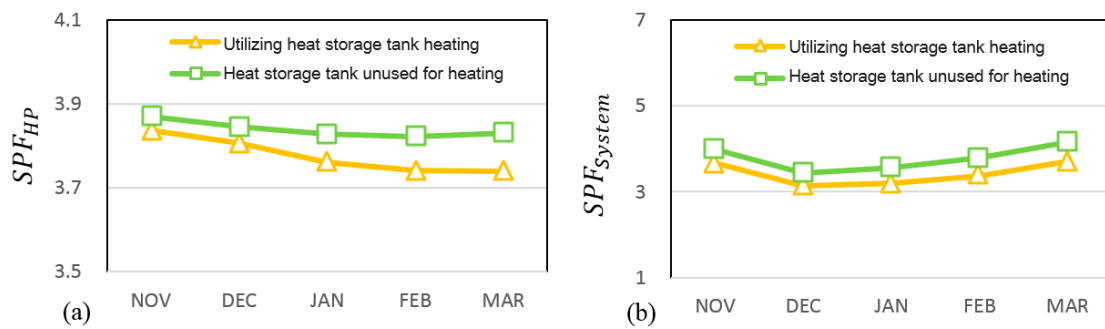 4.1
3.9
3.7
3.5
SPF_HP
Utilizing heat storage tank heating
Heat storage tank unused for heating
NOV DEC JAN FEB MAR
(a)
7
5
3
1
SPF_System
Utilizing heat storage tank heating
Heat storage tank unused for heating
NOV DEC JAN FEB MAR
(b)